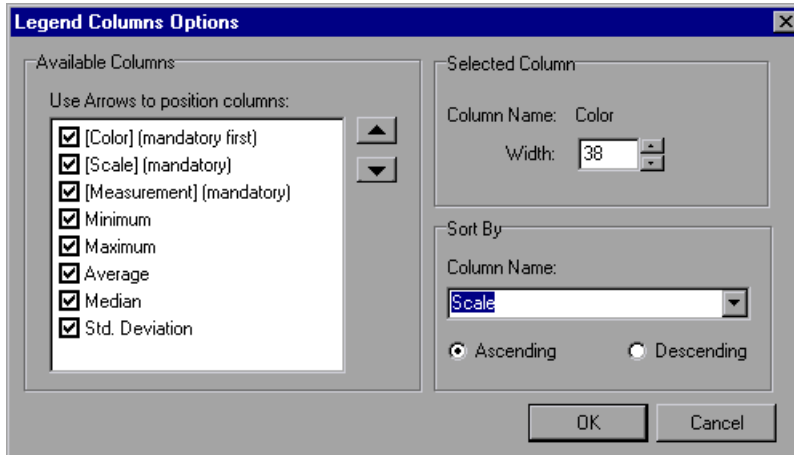 Legend Columns Options
Available Columns
Use Arrows to position columns:
[Color] (mandatory first)
[Scale] (mandatory)
[Measurement] (mandatory)
Minimum
Maximum
Average
Median
Std. Deviation
Selected Column
Column Name: Color
Width: 38
Sort By
Column Name:
Scale
Ascending Descending
OK Cancel